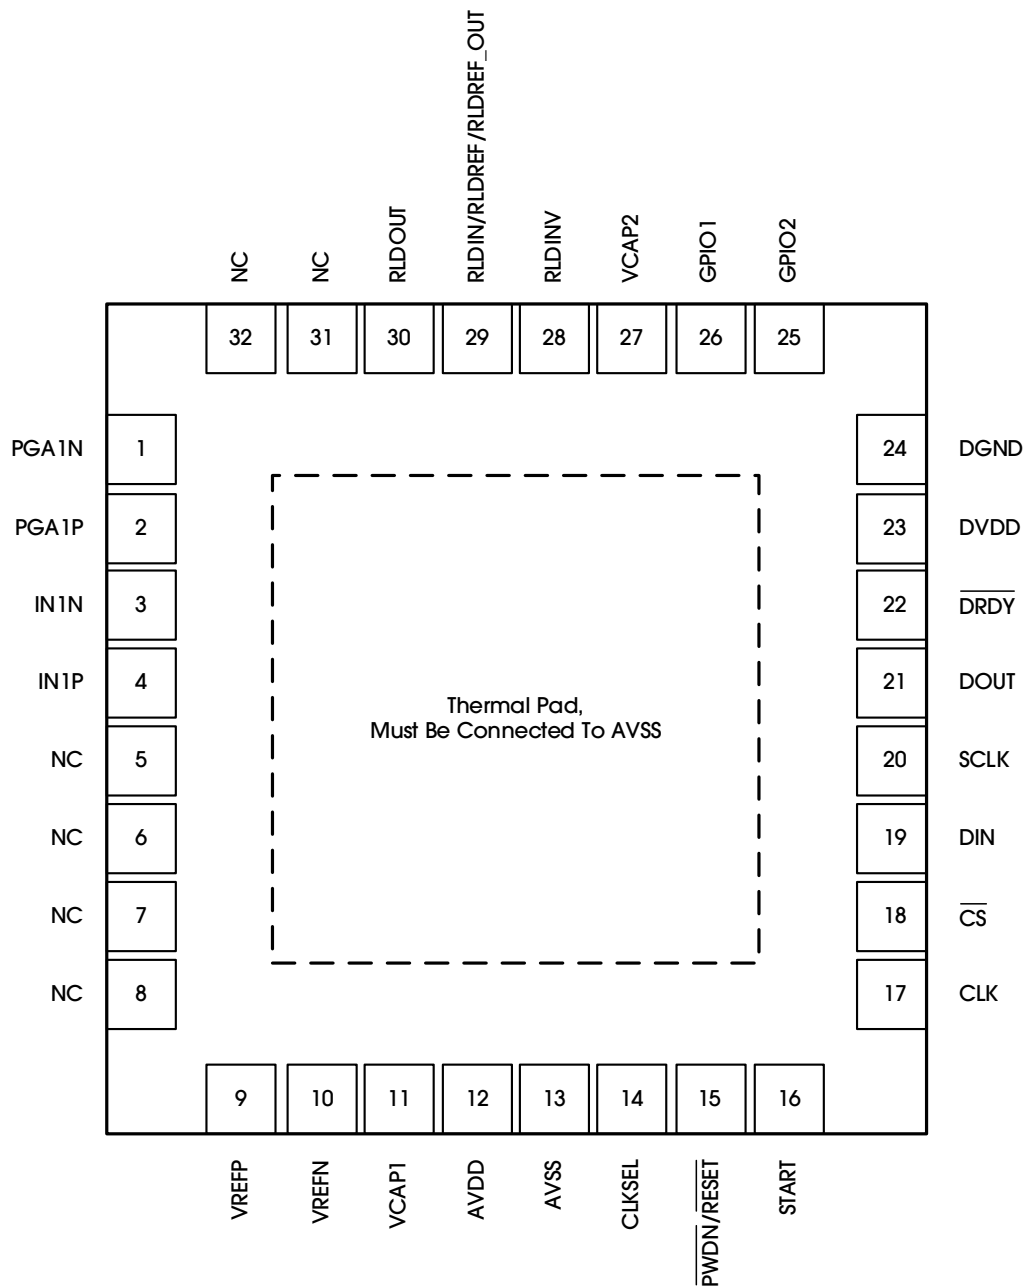 NC
NC
RLDOUT
RLDIN/RLDREF/RLDREF_OUT
RLDINV
VCAP2
GPIO1
GPIO2
32
31
30
29
28
27
26
25
PGA1N
1
24
DGND
PGA1P
2
23
DVDD
IN1N
3
22
DRDY
IN1P
4
21
DOUT
Thermal Pad,
Must Be Connected To AVSS
NC
5
20
SCLK
NC
6
19
DIN
NC
7
18
CS
NC
8
17
CLK
9
10
11
12
13
14
15
16
VREFP
VREFN
VCAP1
AVDD
AVSS
CLKSEL
PWDN/RESET
START